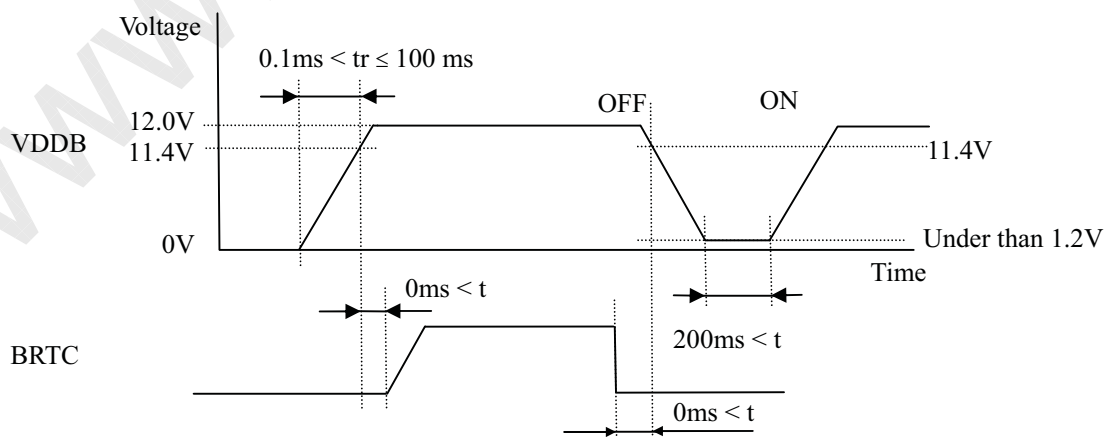 Voltage
0.1ms < tr ≤ 100 ms
OFF
ON
12.0V
VDDB
11.4V
11.4V
0V
Under than 1.2V
Time
0ms < t
200ms < t
BRTC
0ms < t